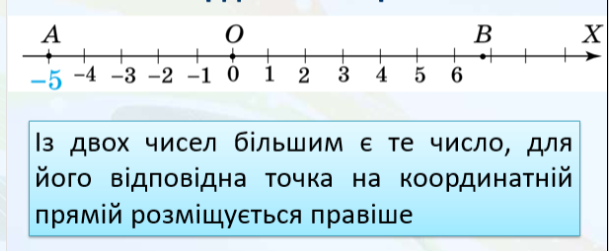 A O B X
−5 −4 −3 −2 −1 0 1 2 3 4 5 6
Із двох чисел більшим є те число, для
його відповідна точка на координатній
прямій розміщується правіше